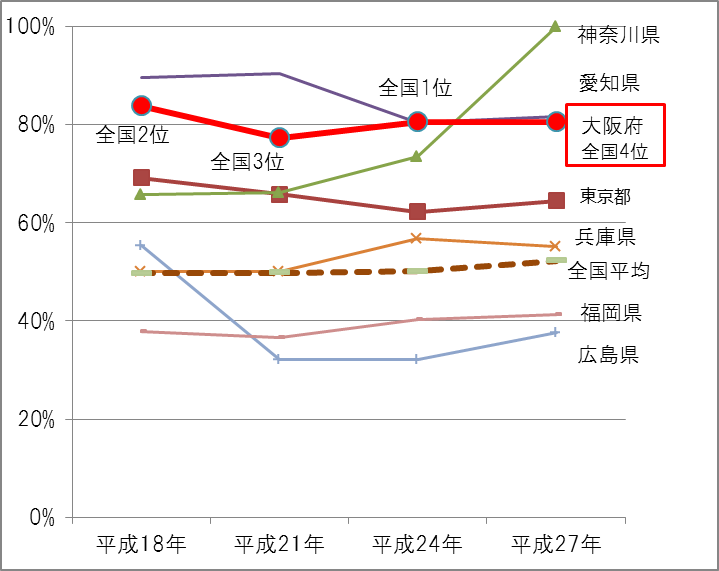 100%
80%
60%
40%
20%
0%
平成18年
平成21年
平成24年
平成27年
全国2位
全国3位
全国1位
神奈川県
愛知県
大阪府
全国4位
東京都
兵庫県
全国平均
福岡県
広島県